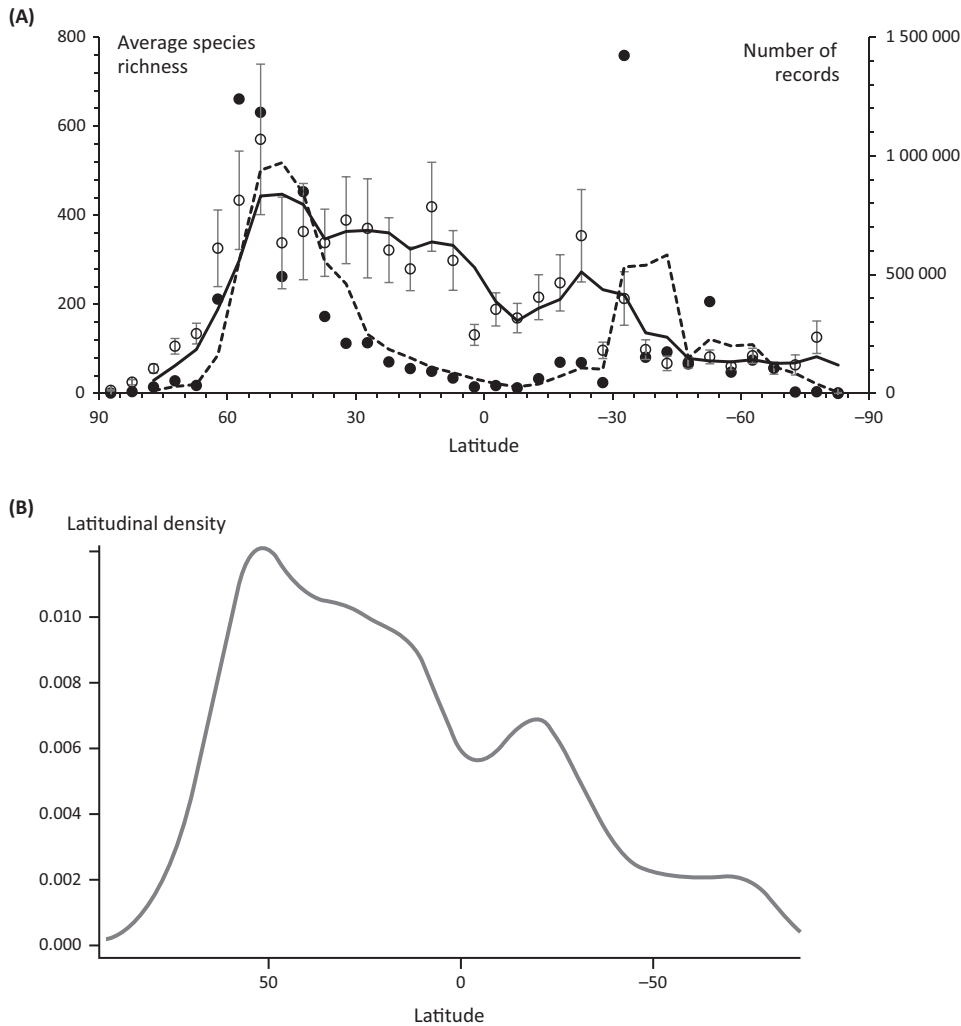 (A)
800
600
400
200
0
Average species
richness
Number of
records
1 500 000
1 000 000
500 000
0
90
60
30
0
–30
–60
–90
Latitude
(B)
Latitudinal density
0.010
0.008
0.006
0.004
0.002
0.000
50
0
–50
Latitude